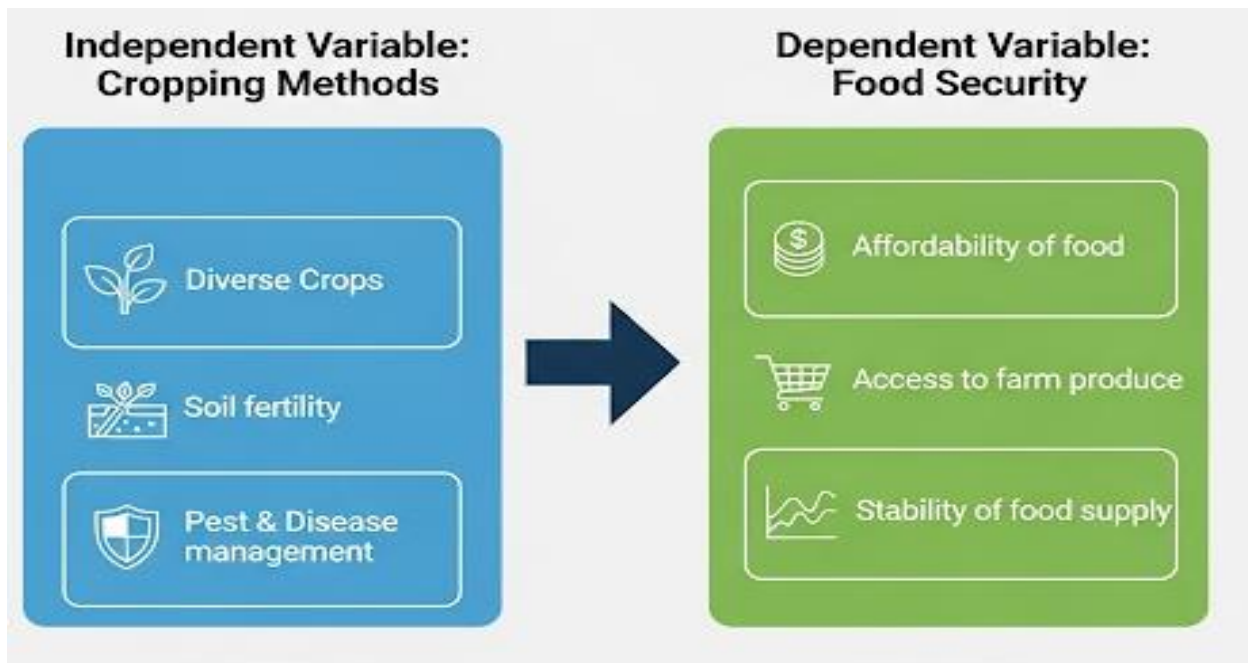 Independent Variable:
Cropping Methods
Diverse Crops
Soil fertility
Pest & Disease
management
Dependent Variable:
Food Security
$
Affordability of food
Access to farm produce
Stability of food supply